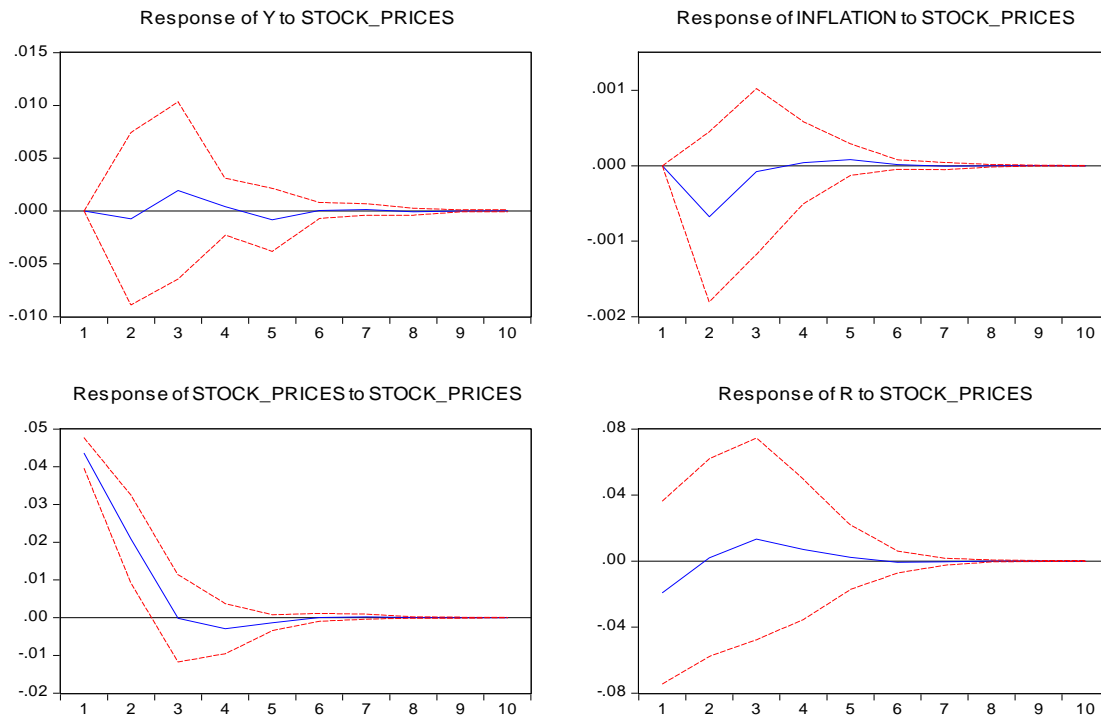 Response of Y to STOCK_PRICES
.015
.010
.005
.000
-.005
-.010
1 2 3 4 5 6 7 8 9 10
Response of INFLATION to STOCK_PRICES
.001
.000
-.001
-.002
1 2 3 4 5 6 7 8 9 10
Response of STOCK_PRICES to STOCK_PRICES
.05
.04
.03
.02
.01
.00
-.01
-.02
1 2 3 4 5 6 7 8 9 10
Response of R to STOCK_PRICES
.08
.04
.00
-.04
-.08
1 2 3 4 5 6 7 8 9 10